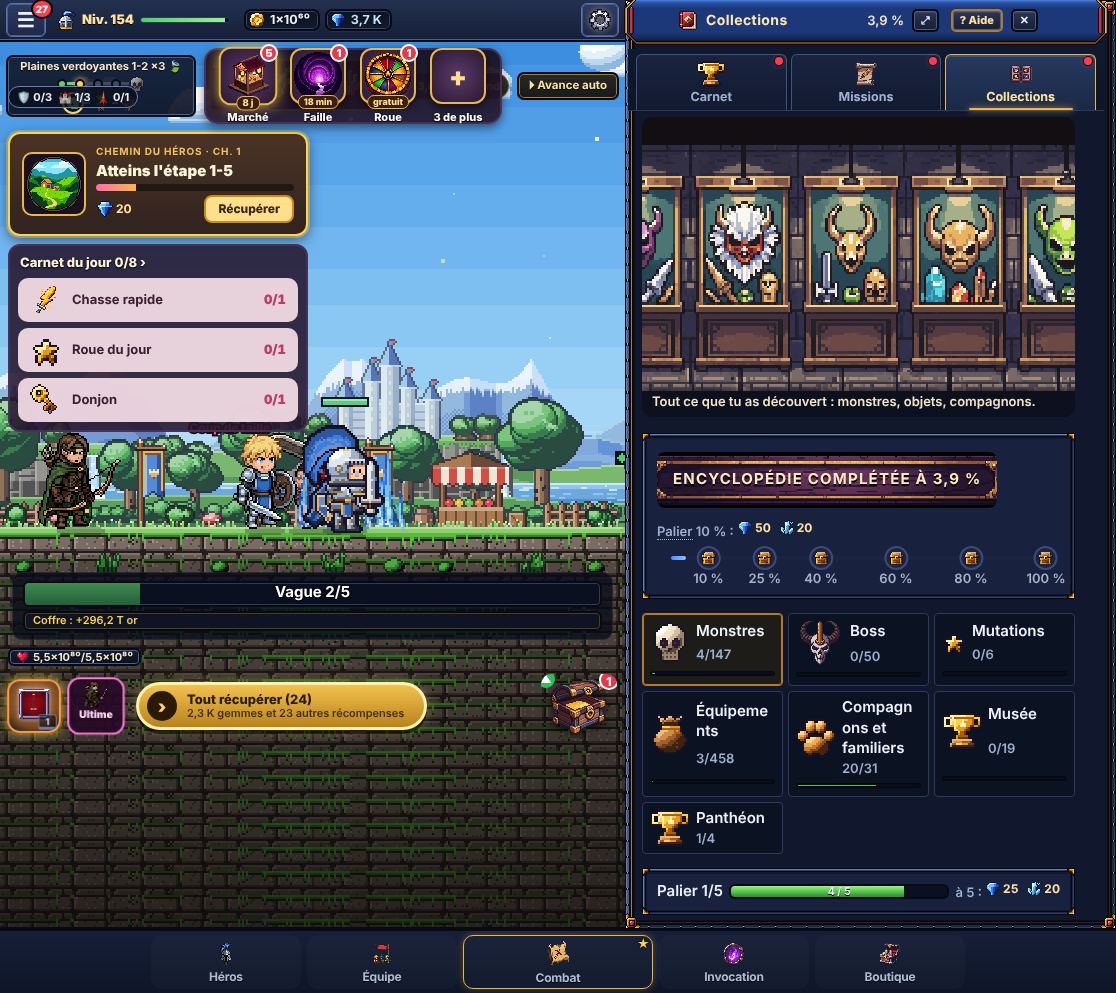 27
Niv. 154
1×10⁶⁰
3,7 K
Plaines verdoyantes 1-2 ×3
0/3
1/3
0/1
5
8 j
Marché
1
18 min
Faille
1
gratuit
Roue
+
3 de plus
Avance auto
CHEMIN DU HÉROS · CH. 1
Atteins l'étape 1-5
20
Récupérer
Carnet du jour 0/8 ›
Chasse rapide
0/1
Roue du jour
0/1
Donjon
0/1
Vague 2/5
Coffre : +296,2 T or
5,5×10⁸⁰/5,5×10⁸⁰
1
Ultime
Tout récupérer (24)
2,3 K gemmes et 23 autres récompenses
1
Héros
Équipe
Combat
Invocation
Boutique
Collections
3,9 %
? Aide
×
Carnet
Missions
Collections
Tout ce que tu as découvert : monstres, objets, compagnons.
ENCYCLOPÉDIE COMPLÉTÉE À 3,9 %
Palier 10 % : 50 20
10 %
25 %
40 %
60 %
80 %
100 %
Monstres
4/147
Boss
0/50
Mutations
0/6
Équipeme
nts
3/458
Compagn
ons et
familiers
20/31
Musée
0/19
Panthéon
1/4
Palier 1/5
4 / 5
à 5 : 25 20